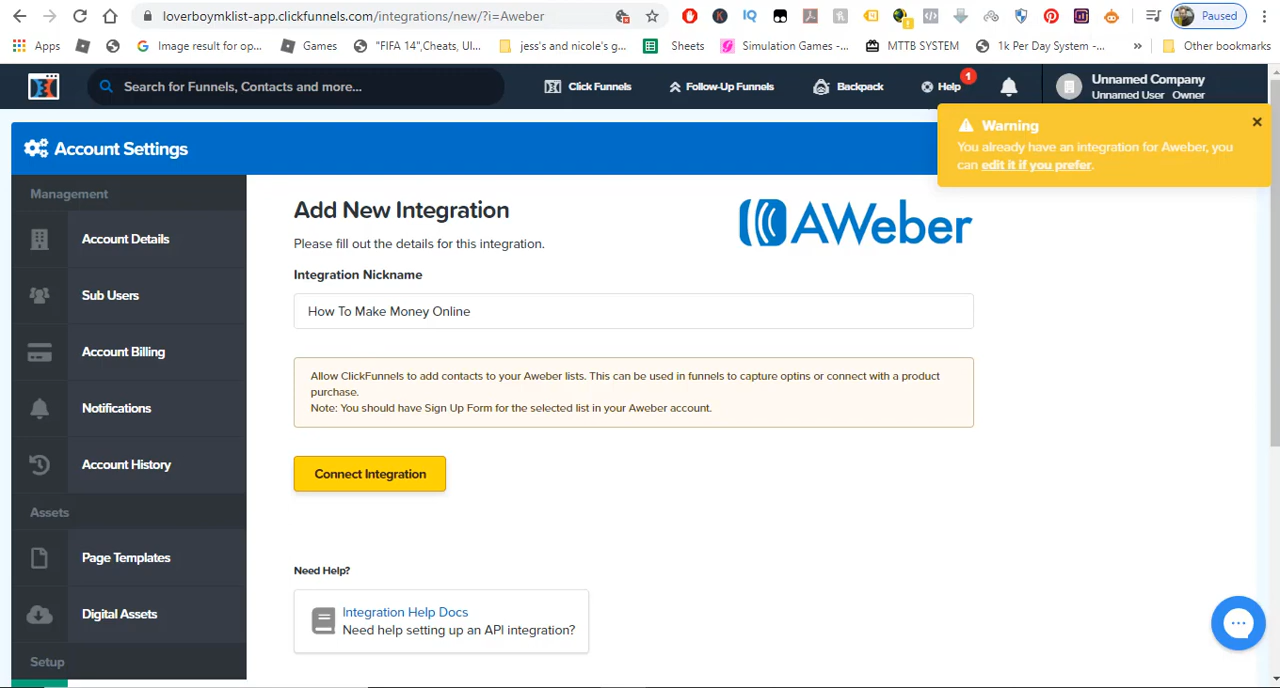 loverboymklist-app.clickfunnels.com/integrations/new/?i=Aweber
Paused
Apps
Image result for op...
Games
"FIFA 14",Cheats, Ul...
jess's and nicole's g...
Sheets
Simulation Games -...
MTTB SYSTEM
1k Per Day System -...
»
Other bookmarks
Search for Funnels, Contacts and more...
Click Funnels
Follow-Up Funnels
Backpack
Help
1
Unnamed Company
Unnamed User Owner
Warning
You already have an integration for Aweber, you
can edit it if you prefer.
Account Settings
Management
Account Details
Sub Users
Account Billing
Notifications
Account History
Assets
Page Templates
Digital Assets
Setup
Add New Integration
AWeber
Please fill out the details for this integration.
Integration Nickname
How To Make Money Online
Allow ClickFunnels to add contacts to your Aweber lists. This can be used in funnels to capture optins or connect with a product
purchase.
Note: You should have Sign Up Form for the selected list in your Aweber account.
Connect Integration
Need Help?
Integration Help Docs
Need help setting up an API integration?